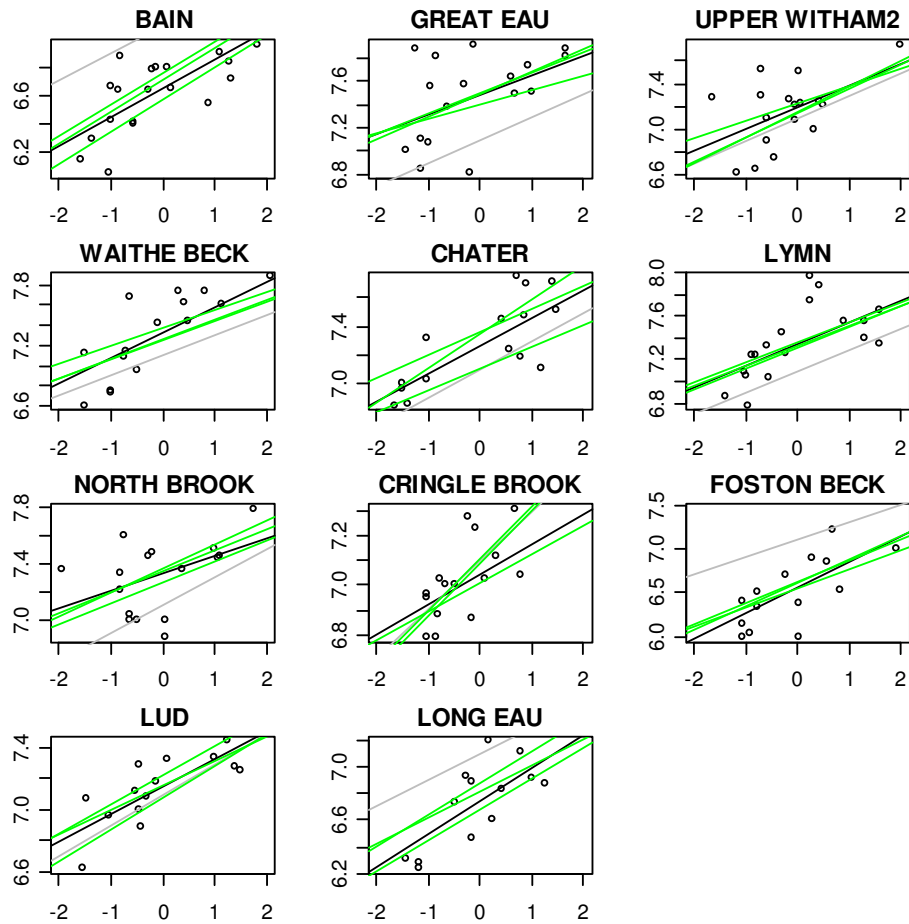 BAIN GREAT EAU UPPER WITHAM2
6.2 6.6
6.8 7.2 7.6
6.6 7.0 7.4
-2 -1 0 1 2 -2 -1 0 1 2 -2 -1 0 1 2
WAITHE BECK CHATER LYMN
6.6 7.0 7.4 7.8
7.0 7.4
6.8 7.2 7.6 8.0
-2 -1 0 1 2 -2 -1 0 1 2 -2 -1 0 1 2
NORTH BROOK CRINGLE BROOK FOSTON BECK
7.0 7.4 7.8
6.8 7.0 7.2
6.0 6.5 7.0 7.5
-2 -1 0 1 2 -2 -1 0 1 2 -2 -1 0 1 2
LUD LONG EAU
6.6 7.0 7.4
6.2 6.6 7.0
-2 -1 0 1 2 -2 -1 0 1 2